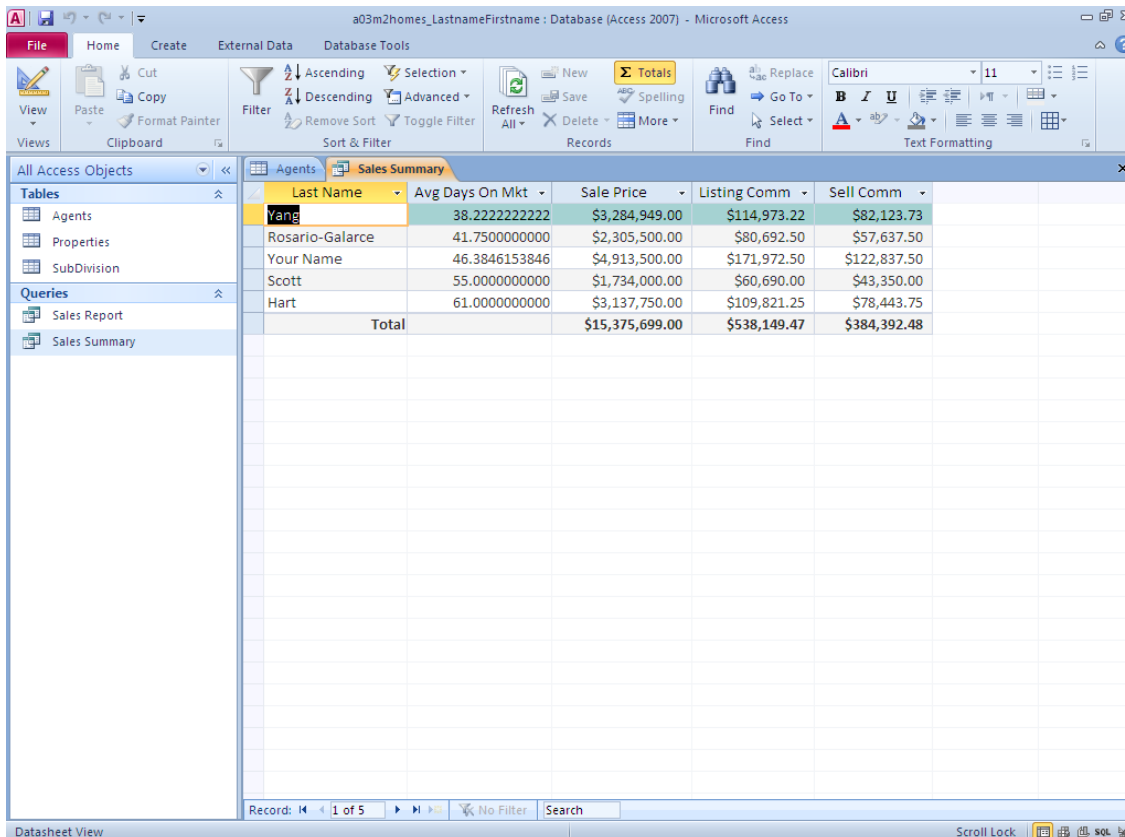 a03m2homes_LastnameFirstname : Database (Access 2007) - Microsoft Access
File Home Create External Data Database Tools
View
Views
Paste
Cut
Copy
Format Painter
Clipboard
Filter
Ascending
Descending
Remove Sort
Selection
Advanced
Toggle Filter
Sort & Filter
Refresh All
New
Save
Delete
Totals
Spelling
More
Records
Find
Replace
Go To
Select
Find
Calibri 11
B I U
A ab
Text Formatting
All Access Objects
Tables
Agents
Properties
SubDivision
Queries
Sales Report
Sales Summary
Agents Sales Summary
Last Name Avg Days On Mkt Sale Price Listing Comm Sell Comm
Yang 38.2222222222 $3,284,949.00 $114,973.22 $82,123.73
Rosario-Galarce 41.7500000000 $2,305,500.00 $80,692.50 $57,637.50
Your Name 46.3846153846 $4,913,500.00 $171,972.50 $122,837.50
Scott 55.0000000000 $1,734,000.00 $60,690.00 $43,350.00
Hart 61.0000000000 $3,137,750.00 $109,821.25 $78,443.75
Total $15,375,699.00 $538,149.47 $384,392.48
Record: 1 of 5 No Filter Search
Datasheet View Scroll Lock SQL